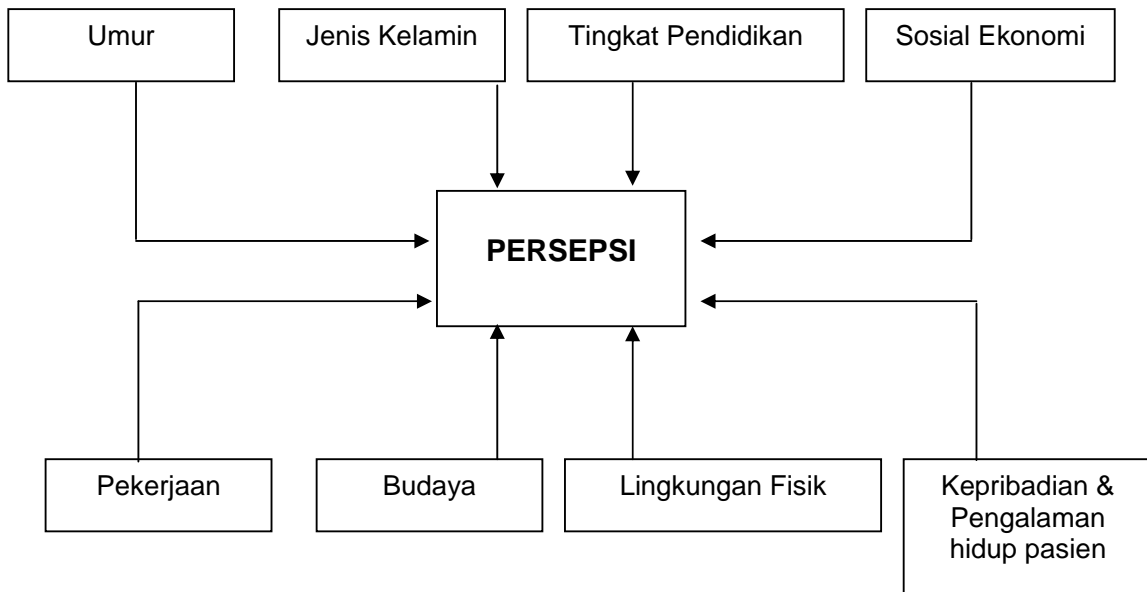 Umur
Jenis Kelamin
Tingkat Pendidikan
Sosial Ekonomi
PERSEPSI
Pekerjaan
Budaya
Lingkungan Fisik
Kepribadian &
Pengalaman
hidup pasien